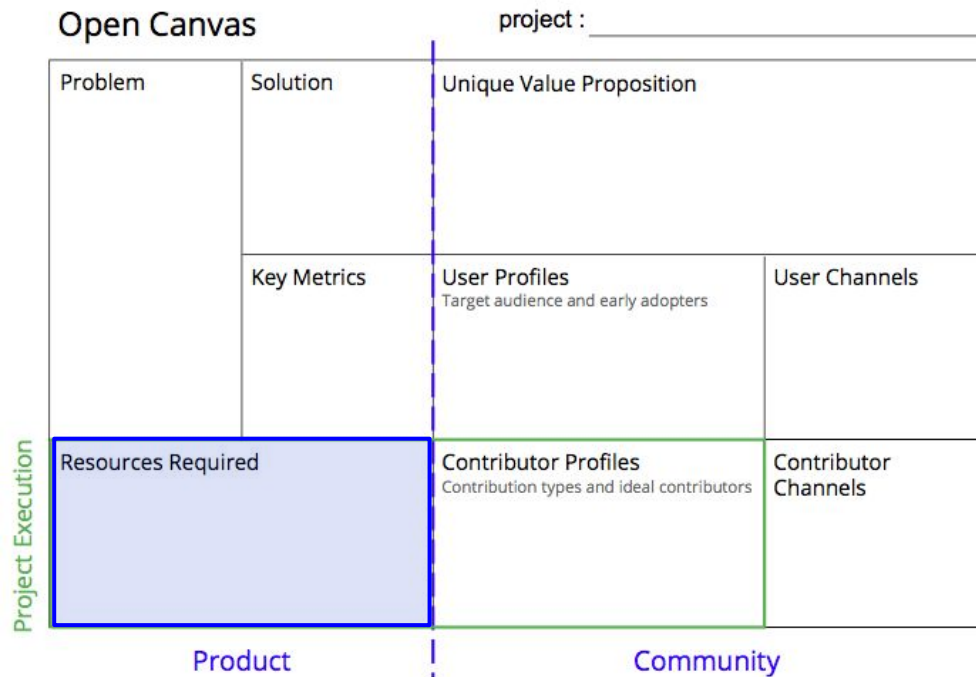 Open Canvas
project :
Problem
Solution
Unique Value Proposition
Key Metrics
User Profiles
Target audience and early adopters
User Channels
Project Execution
Resources Required
Contributor Profiles
Contribution types and ideal contributors
Contributor
Channels
Product
Community